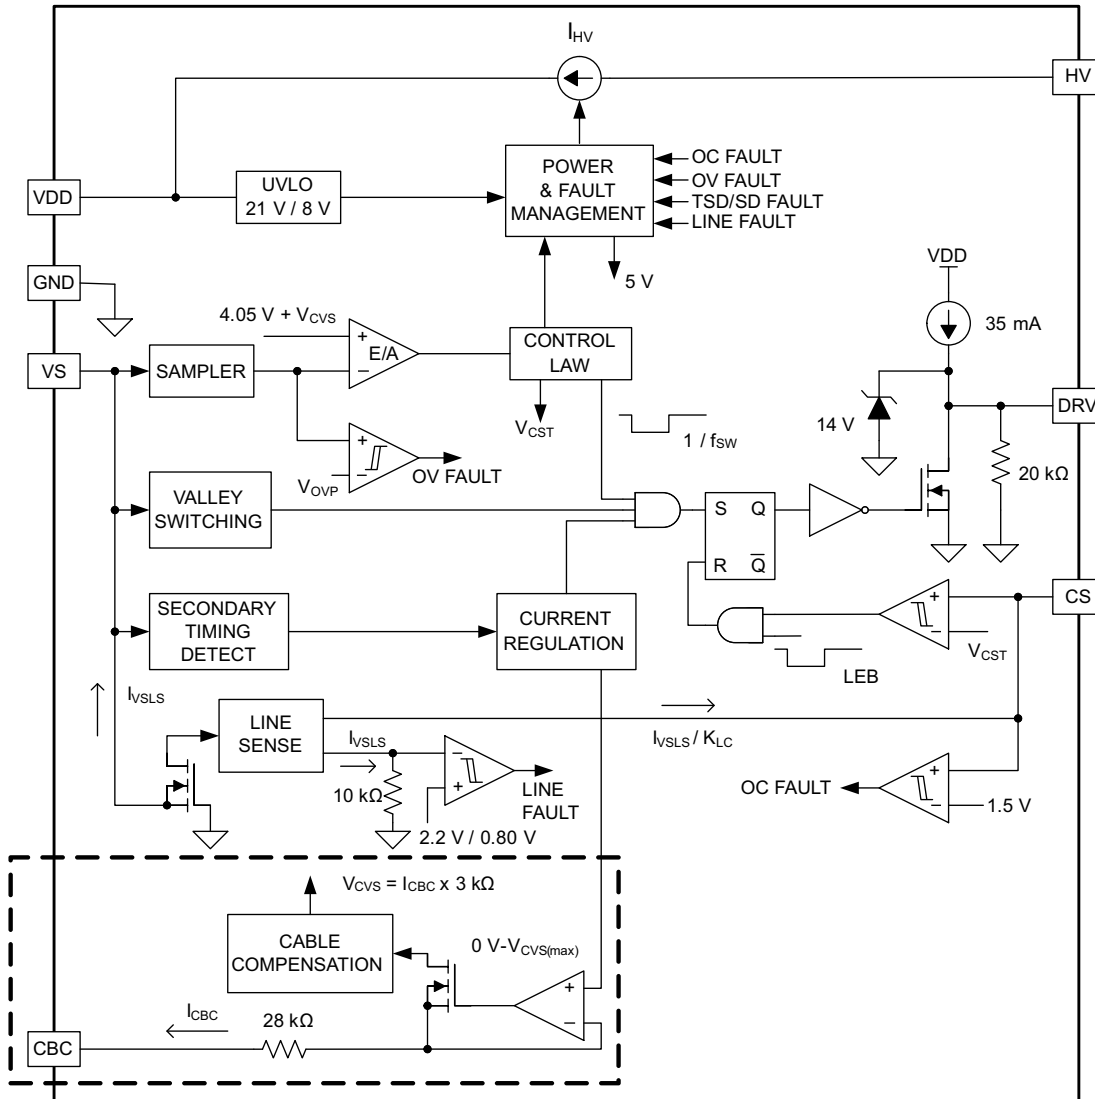 I_HV
HV
VDD
UVLO
21 V / 8 V
POWER
& FAULT
MANAGEMENT
OC FAULT
OV FAULT
TSD/SD FAULT
LINE FAULT
5 V
GND
VDD
35 mA
4.05 V + V_CVS
+
E/A
−
CONTROL
LAW
VS
SAMPLER
V_CST
DRV
14 V
1 / f_SW
20 kΩ
+
−
V_OVP
OV FAULT
VALLEY
SWITCHING
S Q
R Q̅
SECONDARY
TIMING
DETECT
CURRENT
REGULATION
CS
+
−
V_CST
LEB
I_VSLS
LINE
SENSE
I_VSLS
I_VSLS / K_LC
−
+
10 kΩ
LINE
FAULT
2.2 V / 0.80 V
OC FAULT
+
−
1.5 V
V_CVS = I_CBC x 3 kΩ
CABLE
COMPENSATION
0 V-V_CVS(max)
+
−
I_CBC
28 kΩ
CBC